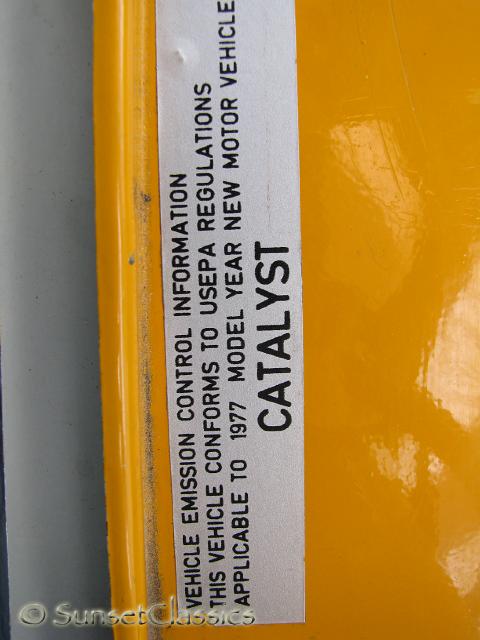 VEHICLE EMISSION CONTROL INFORMATION
THIS VEHICLE CONFORMS TO USEPA REGULATIONS
APPLICABLE TO 1977 MODEL YEAR NEW MOTOR VEHICLE
CATALYST
© SunsetClassics